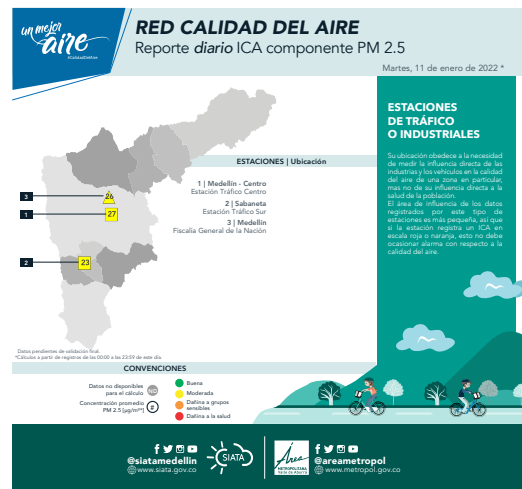 un mejor
aire
#CalidadDelAire
RED CALIDAD DEL AIRE
Reporte diario ICA componente PM 2.5
Martes, 11 de enero de 2022 *
ESTACIONES
DE TRÁFICO
O INDUSTRIALES
Su ubicación obedece a la necesidad
de medir la influencia directa de las
industrias y los vehículos en la calidad
del aire de una zona en particular,
mas no de su influencia directa a la
salud de la población.
El área de influencia de los datos
registrados por este tipo de
estaciones es más pequeña, así que
si la estación registra un ICA en
escala roja o naranja, esto no debe
ocasionar alarma con respecto a la
calidad del aire.
ESTACIONES | Ubicación
1 | Medellín - Centro
Estación Tráfico Centro
2 | Sabaneta
Estación Tráfico Sur
3 | Medellín
Fiscalía General de la Nación
3
26
1
27
2
23
Datos pendientes de validación final.
*Cálculos a partir de registros de las 00:00 a las 23:59 de este día.
CONVENCIONES
Datos no disponibles
para el cálculo
ND
Concentración promedio
PM 2.5 [µg/m³*]
#
Buena
Moderada
Dañina a grupos
sensibles
Dañina a la salud
@siatamedellin
www.siata.gov.co
SIATA
Área
METROPOLITANA
Valle de Aburrá
@areametropol
www.metropol.gov.co